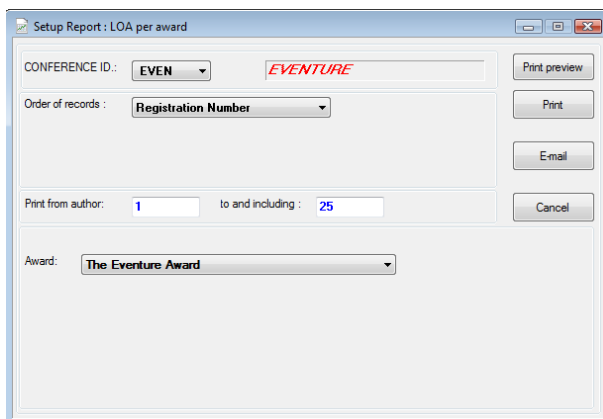 Setup Report : LOA per award
CONFERENCE ID.: EVEN EVENTURE Print preview
Order of records : Registration Number Print
E-mail
Print from author: 1 to and including : 25 Cancel
Award: The Eventure Award